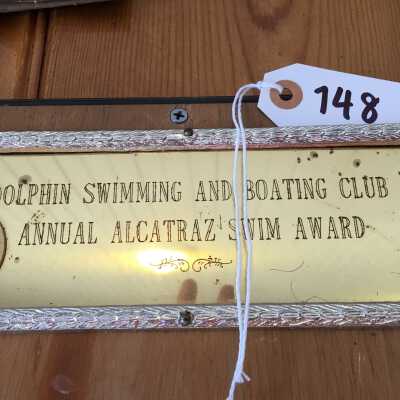 148
DOLPHIN SWIMMING AND BOATING CLUB
ANNUAL ALCATRAZ SWIM AWARD